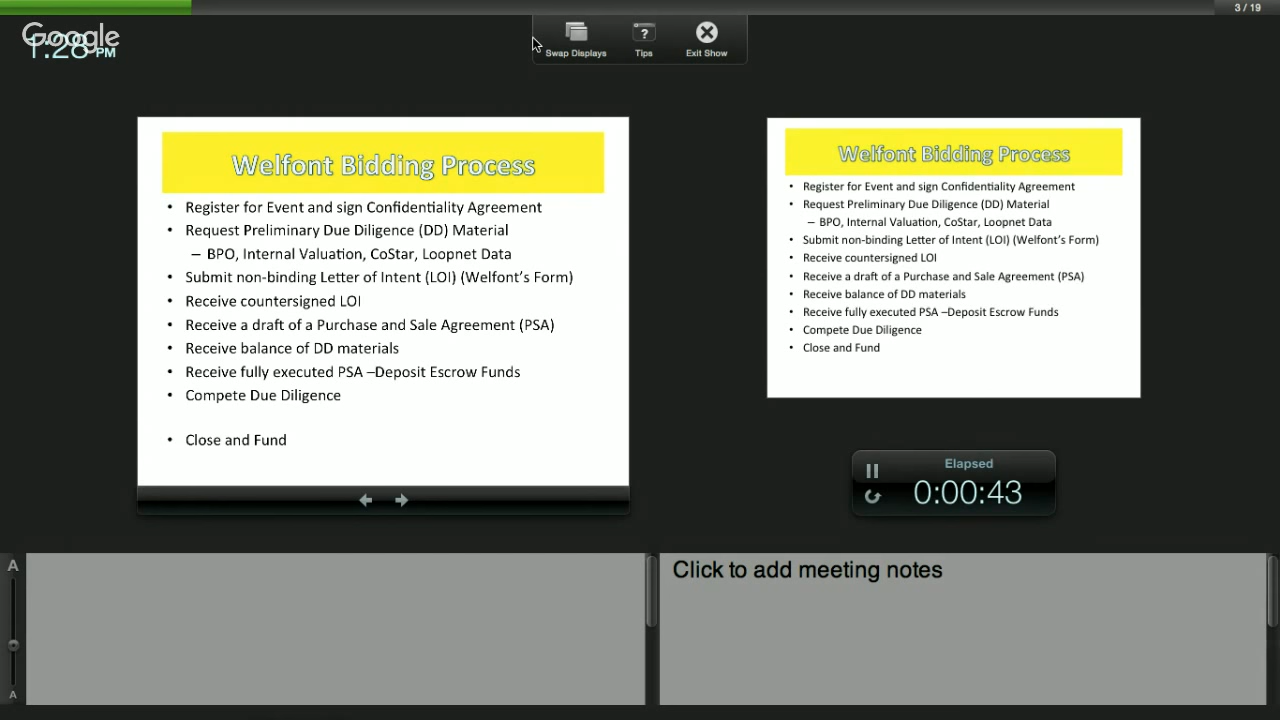 3 / 19
Google
1:28 PM
Swap Displays
Tips
Exit Show
Welfont Bidding Process
• Register for Event and sign Confidentiality Agreement
• Request Preliminary Due Diligence (DD) Material
– BPO, Internal Valuation, CoStar, Loopnet Data
• Submit non-binding Letter of Intent (LOI) (Welfont's Form)
• Receive countersigned LOI
• Receive a draft of a Purchase and Sale Agreement (PSA)
• Receive balance of DD materials
• Receive fully executed PSA –Deposit Escrow Funds
• Compete Due Diligence
• Close and Fund
Welfont Bidding Process
• Register for Event and sign Confidentiality Agreement
• Request Preliminary Due Diligence (DD) Material
– BPO, Internal Valuation, CoStar, Loopnet Data
• Submit non-binding Letter of Intent (LOI) (Welfont's Form)
• Receive countersigned LOI
• Receive a draft of a Purchase and Sale Agreement (PSA)
• Receive balance of DD materials
• Receive fully executed PSA –Deposit Escrow Funds
• Compete Due Diligence
• Close and Fund
Elapsed
0:00:43
A
A
Click to add meeting notes